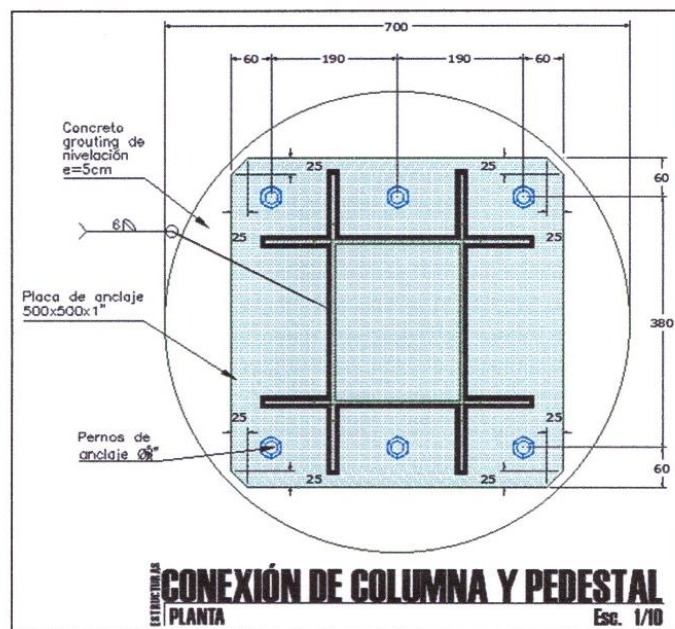 700
60
190
190
60
Concreto
grouting de
nivelación
e=5cm
25
25
60
6
25
25
Placa de anclaje
500x500x1"
380
25
25
Pernos de
anclaje
25
25
60
ESTRUCTURAS
CONEXIÓN DE COLUMNA Y PEDESTAL
PLANTA
Esc. 1/10